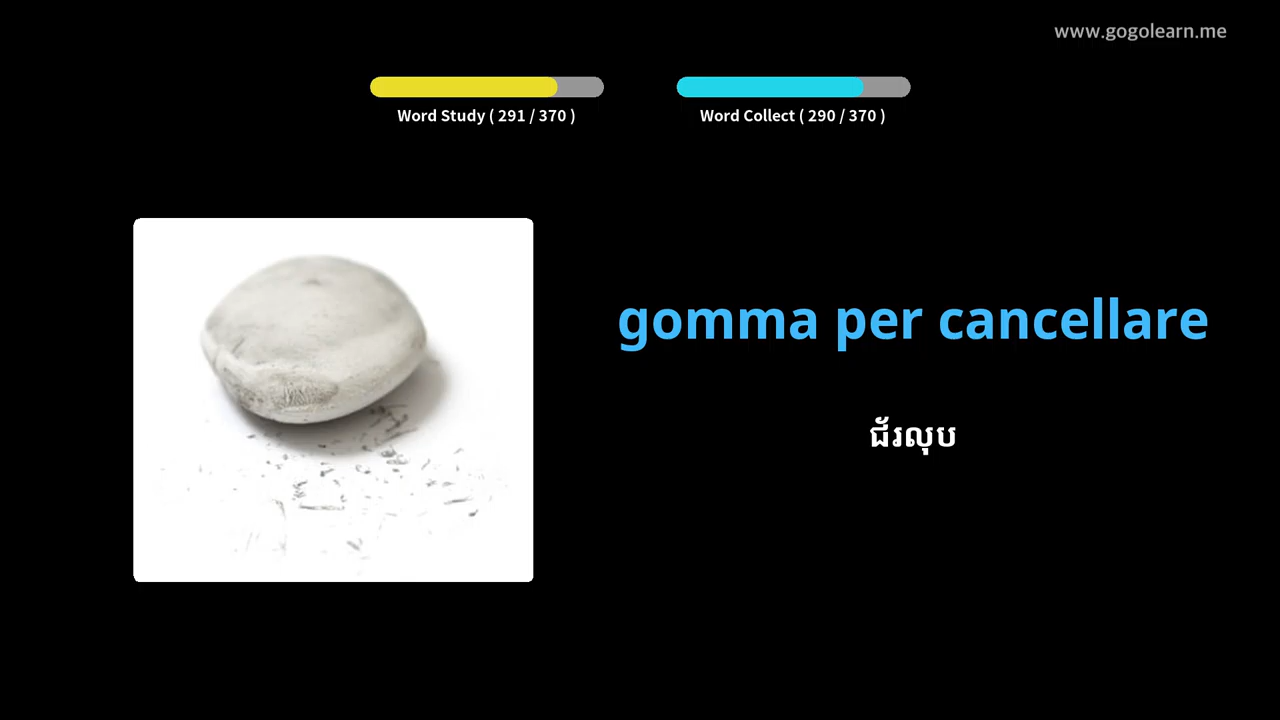 www.gogolearn.me
Word Study ( 291 / 370 )
Word Collect ( 290 / 370 )
gomma per cancellare
ជ័រលុប